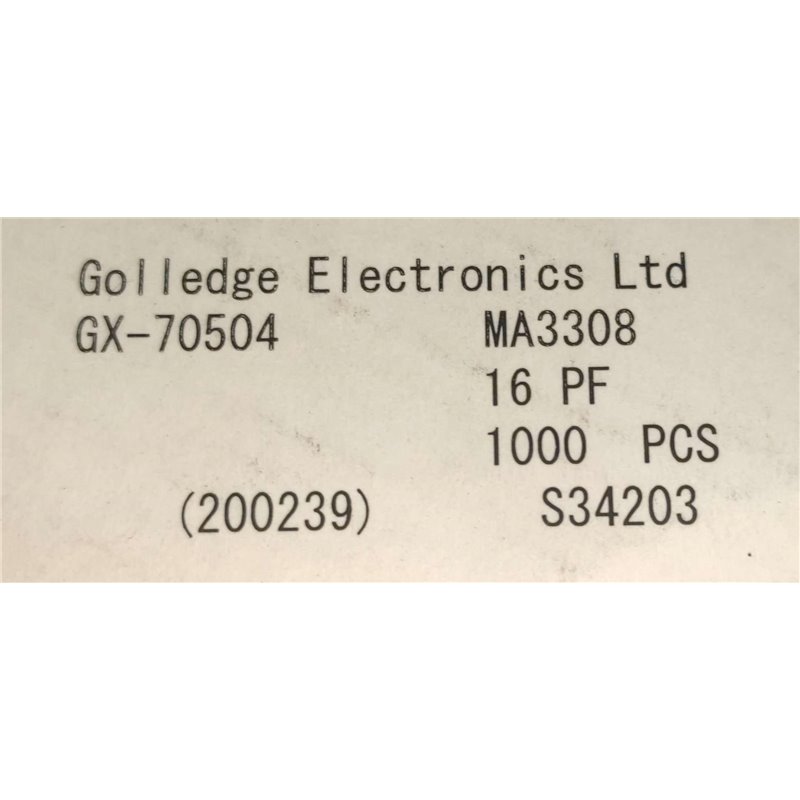 Golledge Electronics Ltd
GX-70504 MA3308
16 PF
1000 PCS
(200239) S34203